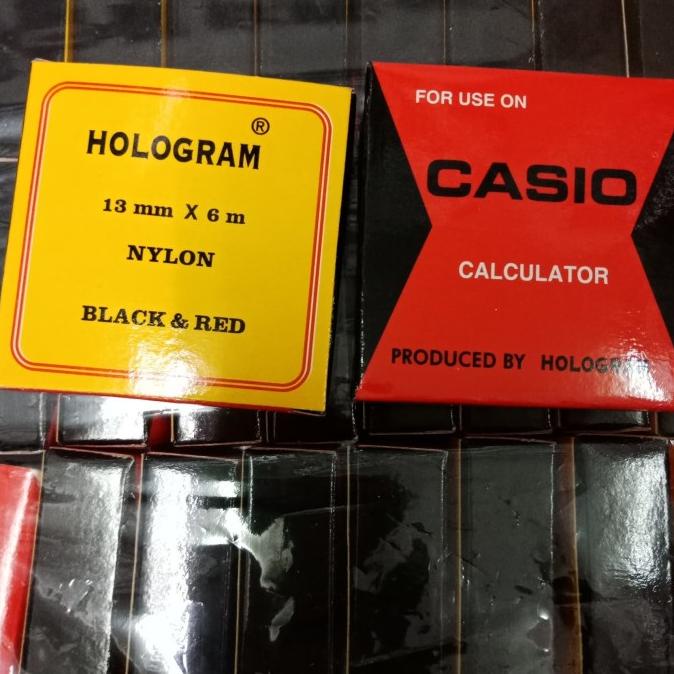 HOLOGRAM®
13 mm X 6 m
NYLON
BLACK & RED
FOR USE ON
CASIO
CALCULATOR
PRODUCED BY HOLOGRAM